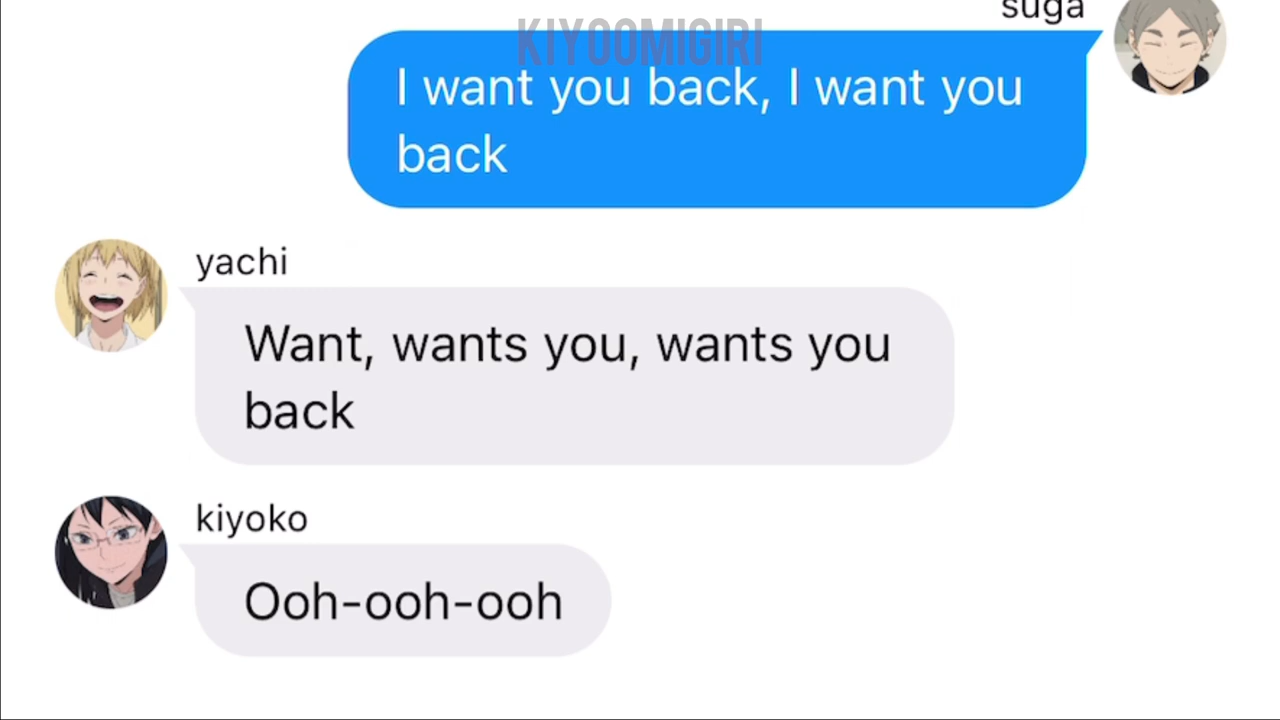 suga
KIYOOMIGIRI
I want you back, I want you
back
yachi
Want, wants you, wants you
back
kiyoko
Ooh-ooh-ooh